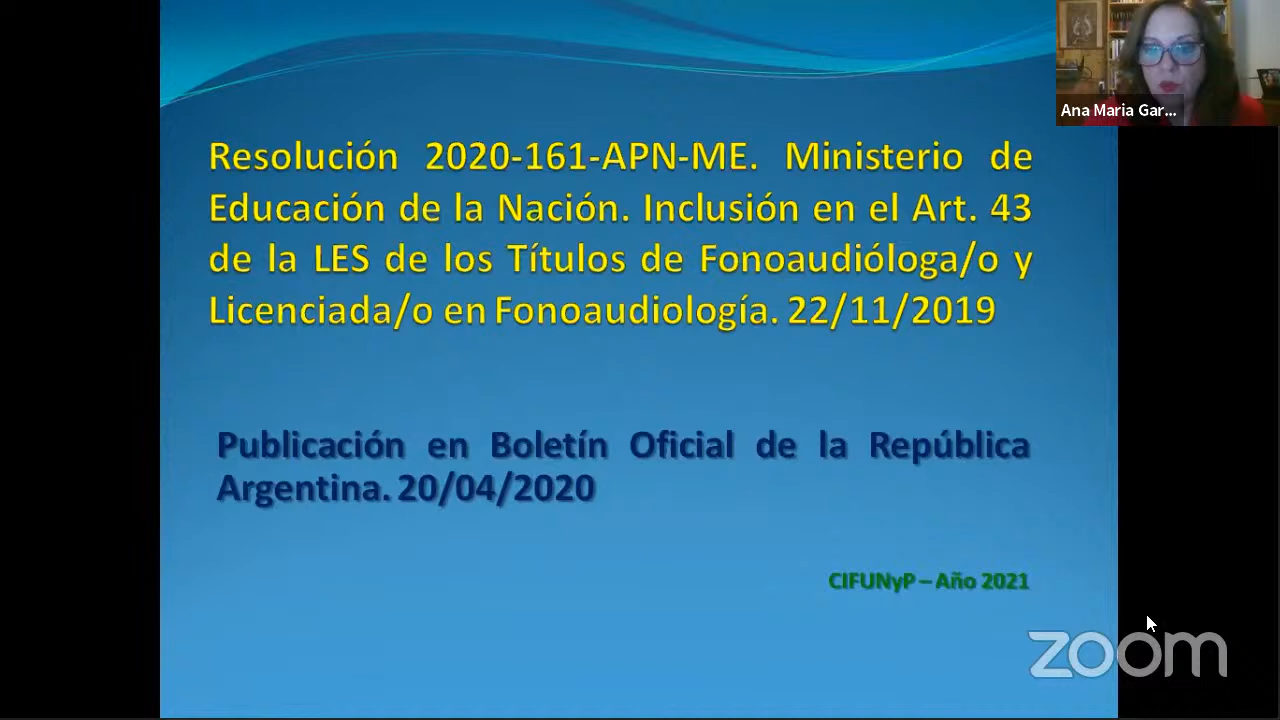 Resolución 2020-161-APN-ME. Ministerio de
Educación de la Nación. Inclusión en el Art. 43
de la LES de los Títulos de Fonoaudióloga/o y
Licenciada/o en Fonoaudiología. 22/11/2019
Publicación en Boletín Oficial de la República
Argentina. 20/04/2020
CIFUNyP – Año 2021
Ana Maria Gar...
zoom